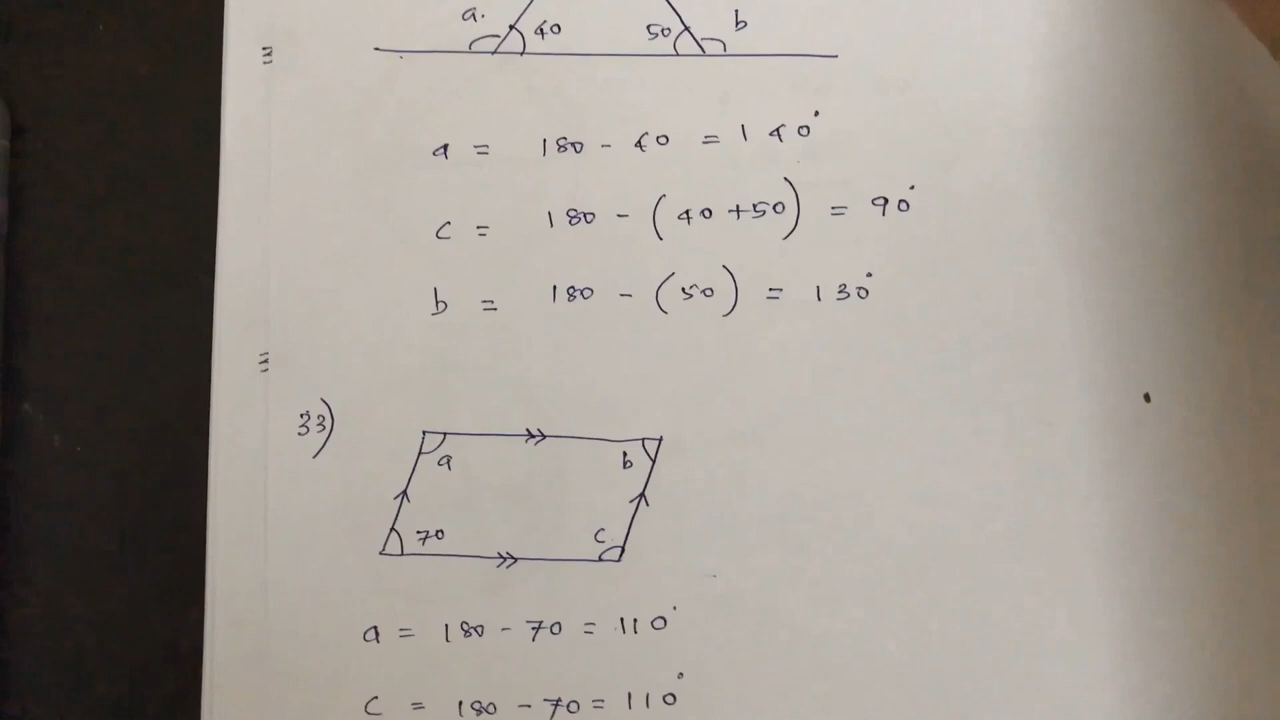 a. 40 50 b
a = 180 - 40 = 140°
c = 180 - (40 + 50) = 90°
b = 180 - (50) = 130°
33)
a b
70 c.
a = 180 - 70 = 110°
c = 180 - 70 = 110°